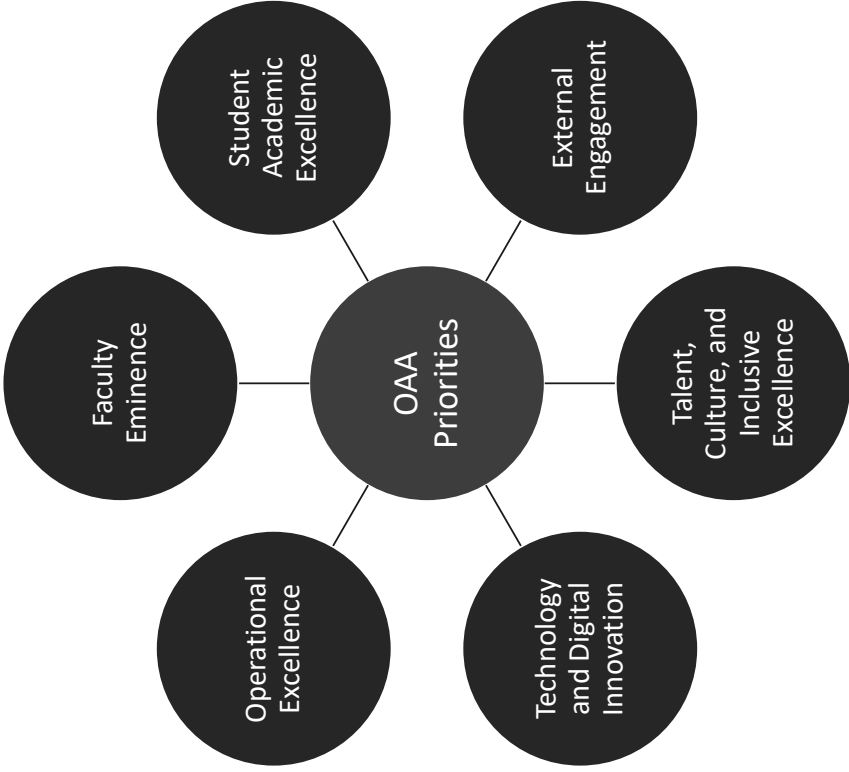 Faculty
Eminence
Student
Academic
Excellence
External
Engagement
Talent,
Culture, and
Inclusive
Excellence
Technology
and Digital
Innovation
Operational
Excellence
OAA
Priorities